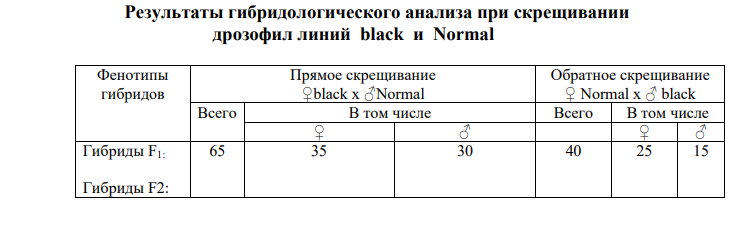 Результаты гибридологического анализа при скрещивании
дрозофил линий black и Normal
Фенотипы гибридов Прямое скрещивание Обратное скрещивание
♀black x ♂Normal ♀ Normal x ♂ black
Всего В том числе Всего В том числе
♀ ♂ ♀ ♂
Гибриды F1: 65 35 30 40 25 15
Гибриды F2: